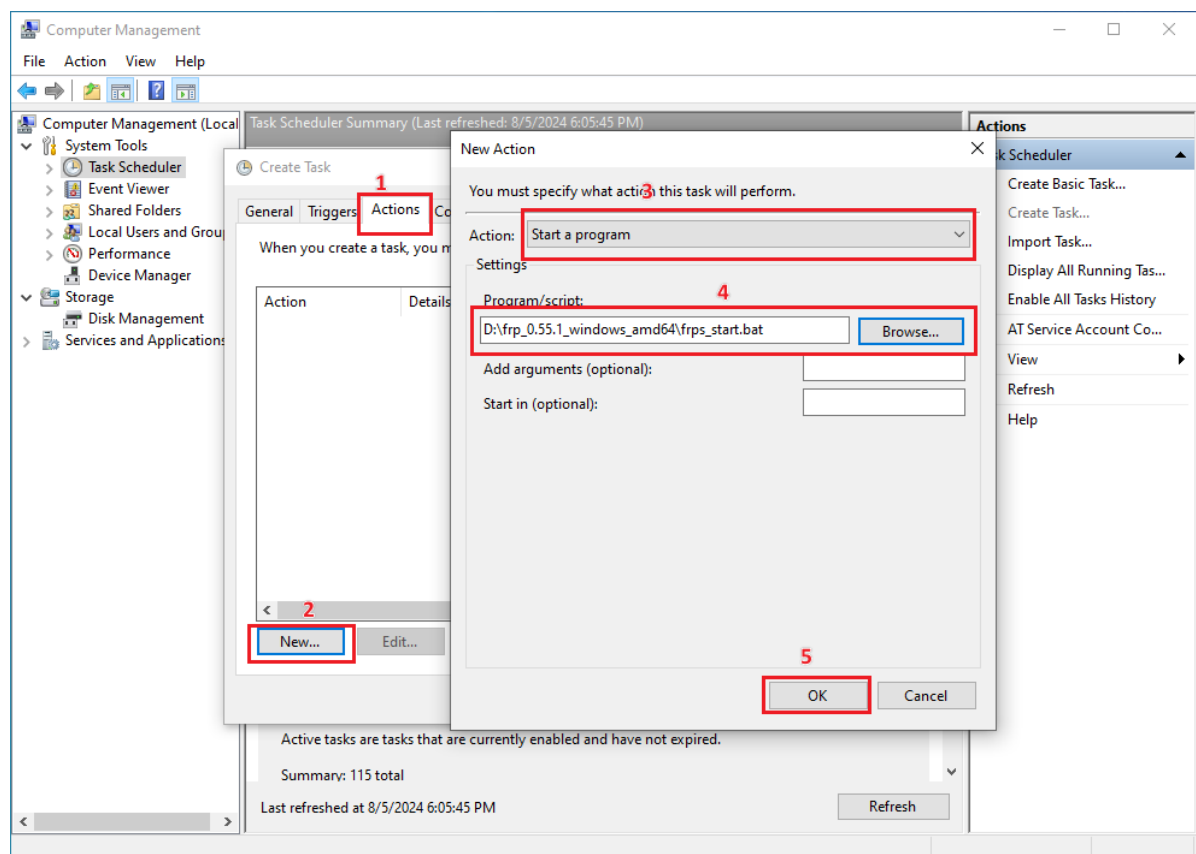 Computer Management
File Action View Help
Computer Management (Local
System Tools
Task Scheduler
Event Viewer
Shared Folders
Local Users and Grou
Performance
Device Manager
Storage
Disk Management
Services and Applications
Task Scheduler Summary (Last refreshed: 8/5/2024 6:05:45 PM)
Create Task
1
General Triggers Actions Co
When you create a task, you m
Action Details
2
New... Edit...
New Action
You must specify what action this task will perform.
3
Action: Start a program
Settings
4
Program/script:
D:\frp_0.55.1_windows_amd64\frps_start.bat Browse...
Add arguments (optional):
Start in (optional):
5
OK Cancel
Active tasks are tasks that are currently enabled and have not expired.
Summary: 115 total
Last refreshed at 8/5/2024 6:05:45 PM Refresh
Actions
sk Scheduler
Create Basic Task...
Create Task...
Import Task...
Display All Running Tas...
Enable All Tasks History
AT Service Account Co...
View
Refresh
Help